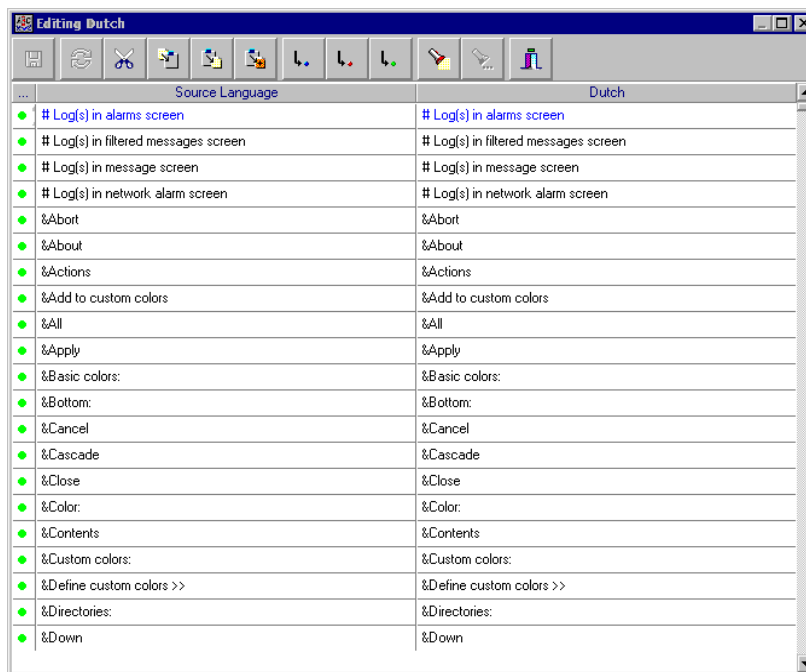 Editing Dutch
... Source Language Dutch
# Log(s) in alarms screen # Log(s) in alarms screen
# Log(s) in filtered messages screen # Log(s) in filtered messages screen
# Log(s) in message screen # Log(s) in message screen
# Log(s) in network alarm screen # Log(s) in network alarm screen
&Abort &Abort
&About &About
&Actions &Actions
&Add to custom colors &Add to custom colors
&All &All
&Apply &Apply
&Basic colors: &Basic colors:
&Bottom: &Bottom:
&Cancel &Cancel
&Cascade &Cascade
&Close &Close
&Color: &Color:
&Contents &Contents
&Custom colors: &Custom colors:
&Define custom colors >> &Define custom colors >>
&Directories: &Directories:
&Down &Down